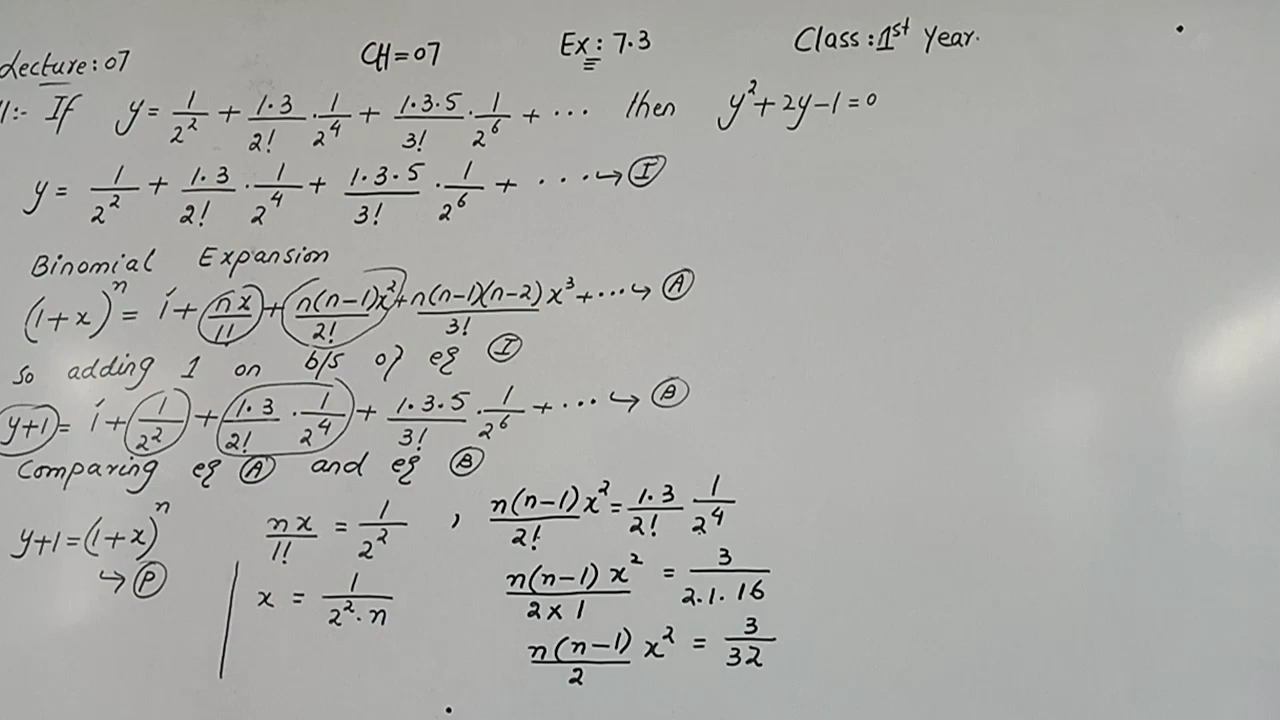 Lecture: 07 CH=07 Ex: 7.3 Class: 1st Year.
11:- If y = 1/2² + 1·3/2! · 1/2⁴ + 1·3·5/3! · 1/2⁶ + ··· then y² + 2y - 1 = 0
y = 1/2² + 1·3/2! · 1/2⁴ + 1·3·5/3! · 1/2⁶ + ···· → Ⓘ
Binomial Expansion
(1+x)ⁿ = 1 + nx/1! + n(n-1)x²/2! + n(n-1)(n-2)/3! x³ + ···· → Ⓐ
So adding 1 on b/s of eq Ⓘ
y+1 = 1 + 1/2² + 1·3/2! · 1/2⁴ + 1·3·5/3! · 1/2⁶ + ··· → Ⓑ
Comparing eq Ⓐ and eq Ⓑ
y+1 = (1+x)ⁿ → Ⓟ nx/1! = 1/2² , n(n-1)/2! x² = 1·3/2! 1/2⁴
x = 1/2²·n n(n-1)/2×1 x² = 3/2·1·16
n(n-1)/2 x² = 3/32